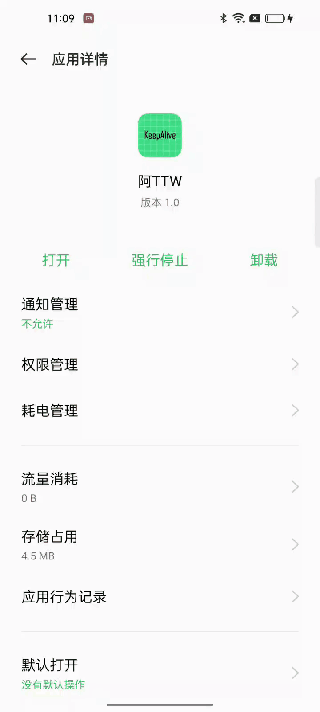 11:09
应用详情
KeepAlive
阿TTW
版本 1.0
打开 强行停止 卸载
通知管理
不允许
权限管理
耗电管理
流量消耗
0 B
存储占用
4.5 MB
应用行为记录
默认打开
没有默认操作